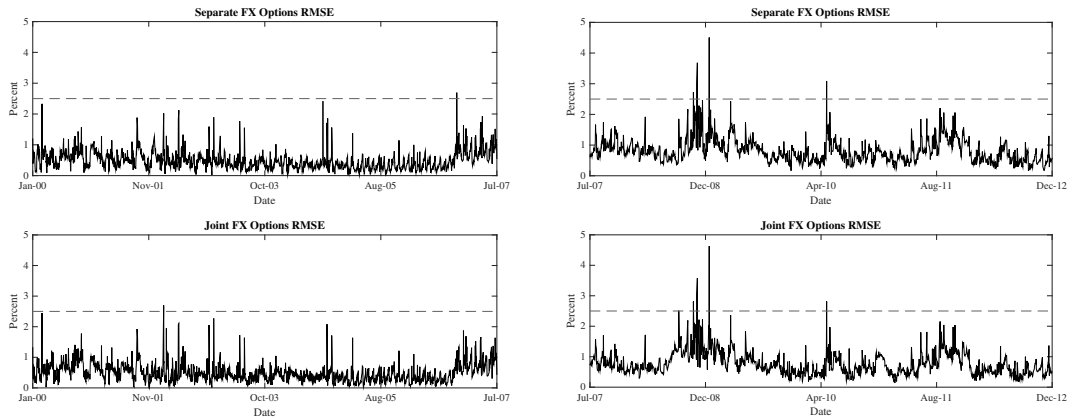 Separate FX Options RMSE
5
4
3
2
1
0
Percent
Jan-00 Nov-01 Oct-03 Aug-05 Jul-07
Date
Separate FX Options RMSE
5
4
3
2
1
0
Percent
Jul-07 Dec-08 Apr-10 Aug-11 Dec-12
Date
Joint FX Options RMSE
5
4
3
2
1
0
Percent
Jan-00 Nov-01 Oct-03 Aug-05 Jul-07
Date
Joint FX Options RMSE
5
4
3
2
1
0
Percent
Jul-07 Dec-08 Apr-10 Aug-11 Dec-12
Date